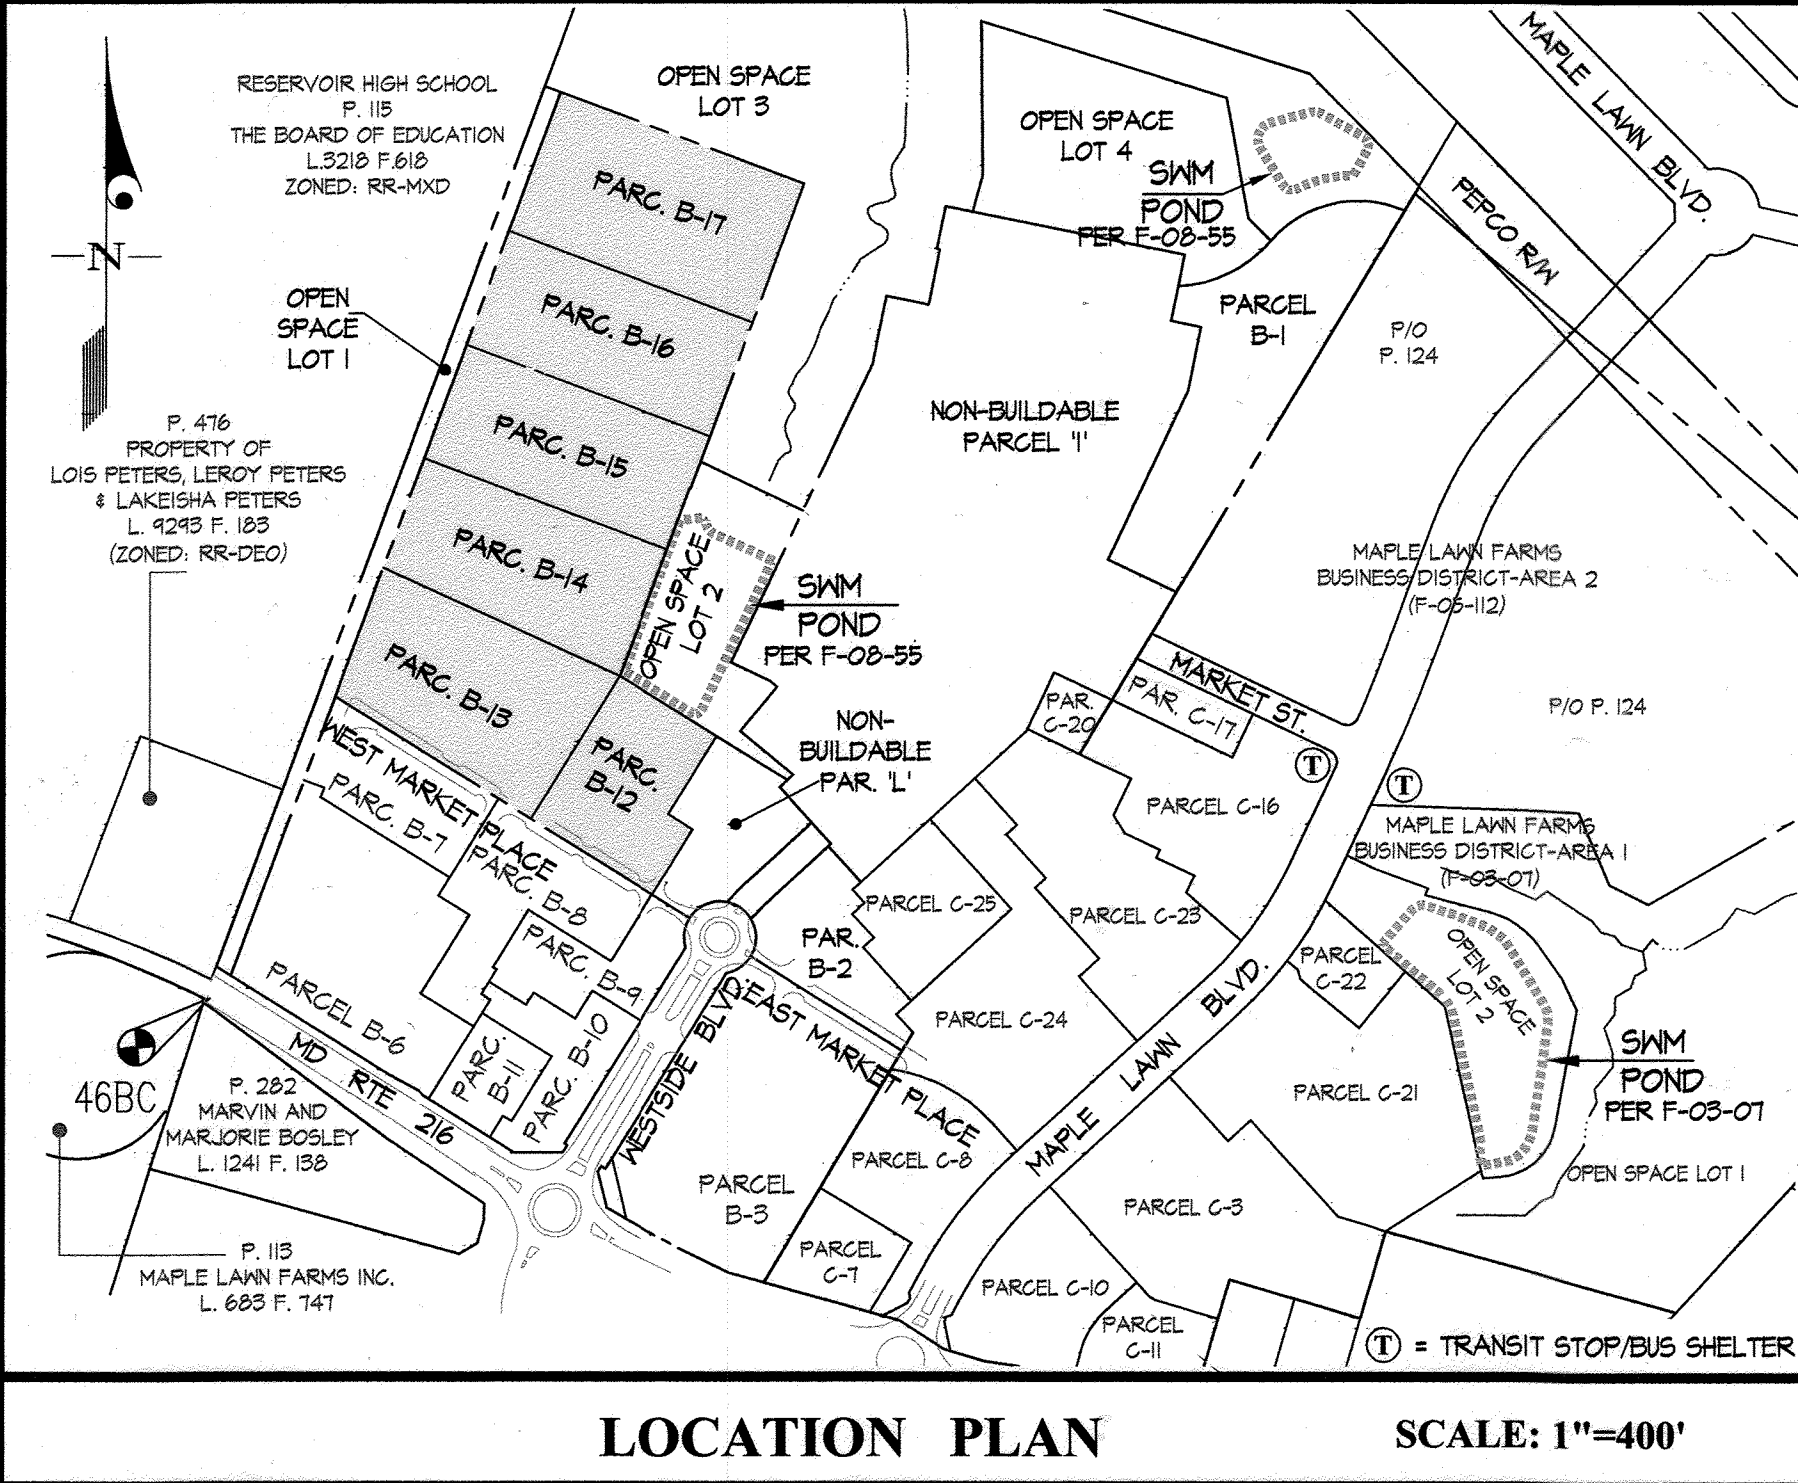 OPEN SPACE
LOT 3
RESERVOIR HIGH SCHOOL
P. 115
THE BOARD OF EDUCATION
L.3218 F.618
ZONED: RR-MXD
OPEN SPACE
LOT 4
SWM
POND
PER F-08-55
MAPLE LAWN BLVD.
PEPCO R/W
N
PARC. B-17
OPEN
SPACE
LOT 1
PARC. B-16
PARCEL
B-1
P/O
P. 124
PARC. B-15
NON-BUILDABLE
PARCEL 'I'
P. 476
PROPERTY OF
LOIS PETERS, LEROY PETERS
& LAKEISHA PETERS
L. 9293 F. 183
(ZONED: RR-DEO)
PARC. B-14
OPEN SPACE
LOT 2
SWM
POND
PER F-08-55
MAPLE LAWN FARMS
BUSINESS DISTRICT-AREA 2
(F-05-112)
PARC. B-13
MARKET ST.
PAR.
C-20
PAR. C-17
P/O P. 124
NON-
BUILDABLE
PAR. 'L'
PARC.
B-12
WEST MARKET PLACE
PARC. B-7
T
T
PARCEL C-16
MAPLE LAWN FARMS
BUSINESS DISTRICT-AREA 1
(F-03-07)
PARC. B-8
PARCEL C-25
PARCEL C-23
PAR.
B-2
PARC. B-9
PARCEL
C-22
OPEN SPACE
LOT 2
PARCEL B-6
PARC.
B-11
PARC. B-10
WESTSIDE BLVD.
EAST MARKET PLACE
PARCEL C-24
MAPLE LAWN BLVD.
MD RTE 216
46BC
P. 282
MARVIN AND
MARJORIE BOSLEY
L. 1241 F. 138
SWM
POND
PER F-03-07
PARCEL C-21
PARCEL C-8
OPEN SPACE LOT 1
PARCEL
B-3
PARCEL C-3
PARCEL
C-7
P. 113
MAPLE LAWN FARMS INC.
L. 683 F. 747
PARCEL C-10
PARCEL
C-11
T = TRANSIT STOP/BUS SHELTER
LOCATION PLAN
SCALE: 1"=400'